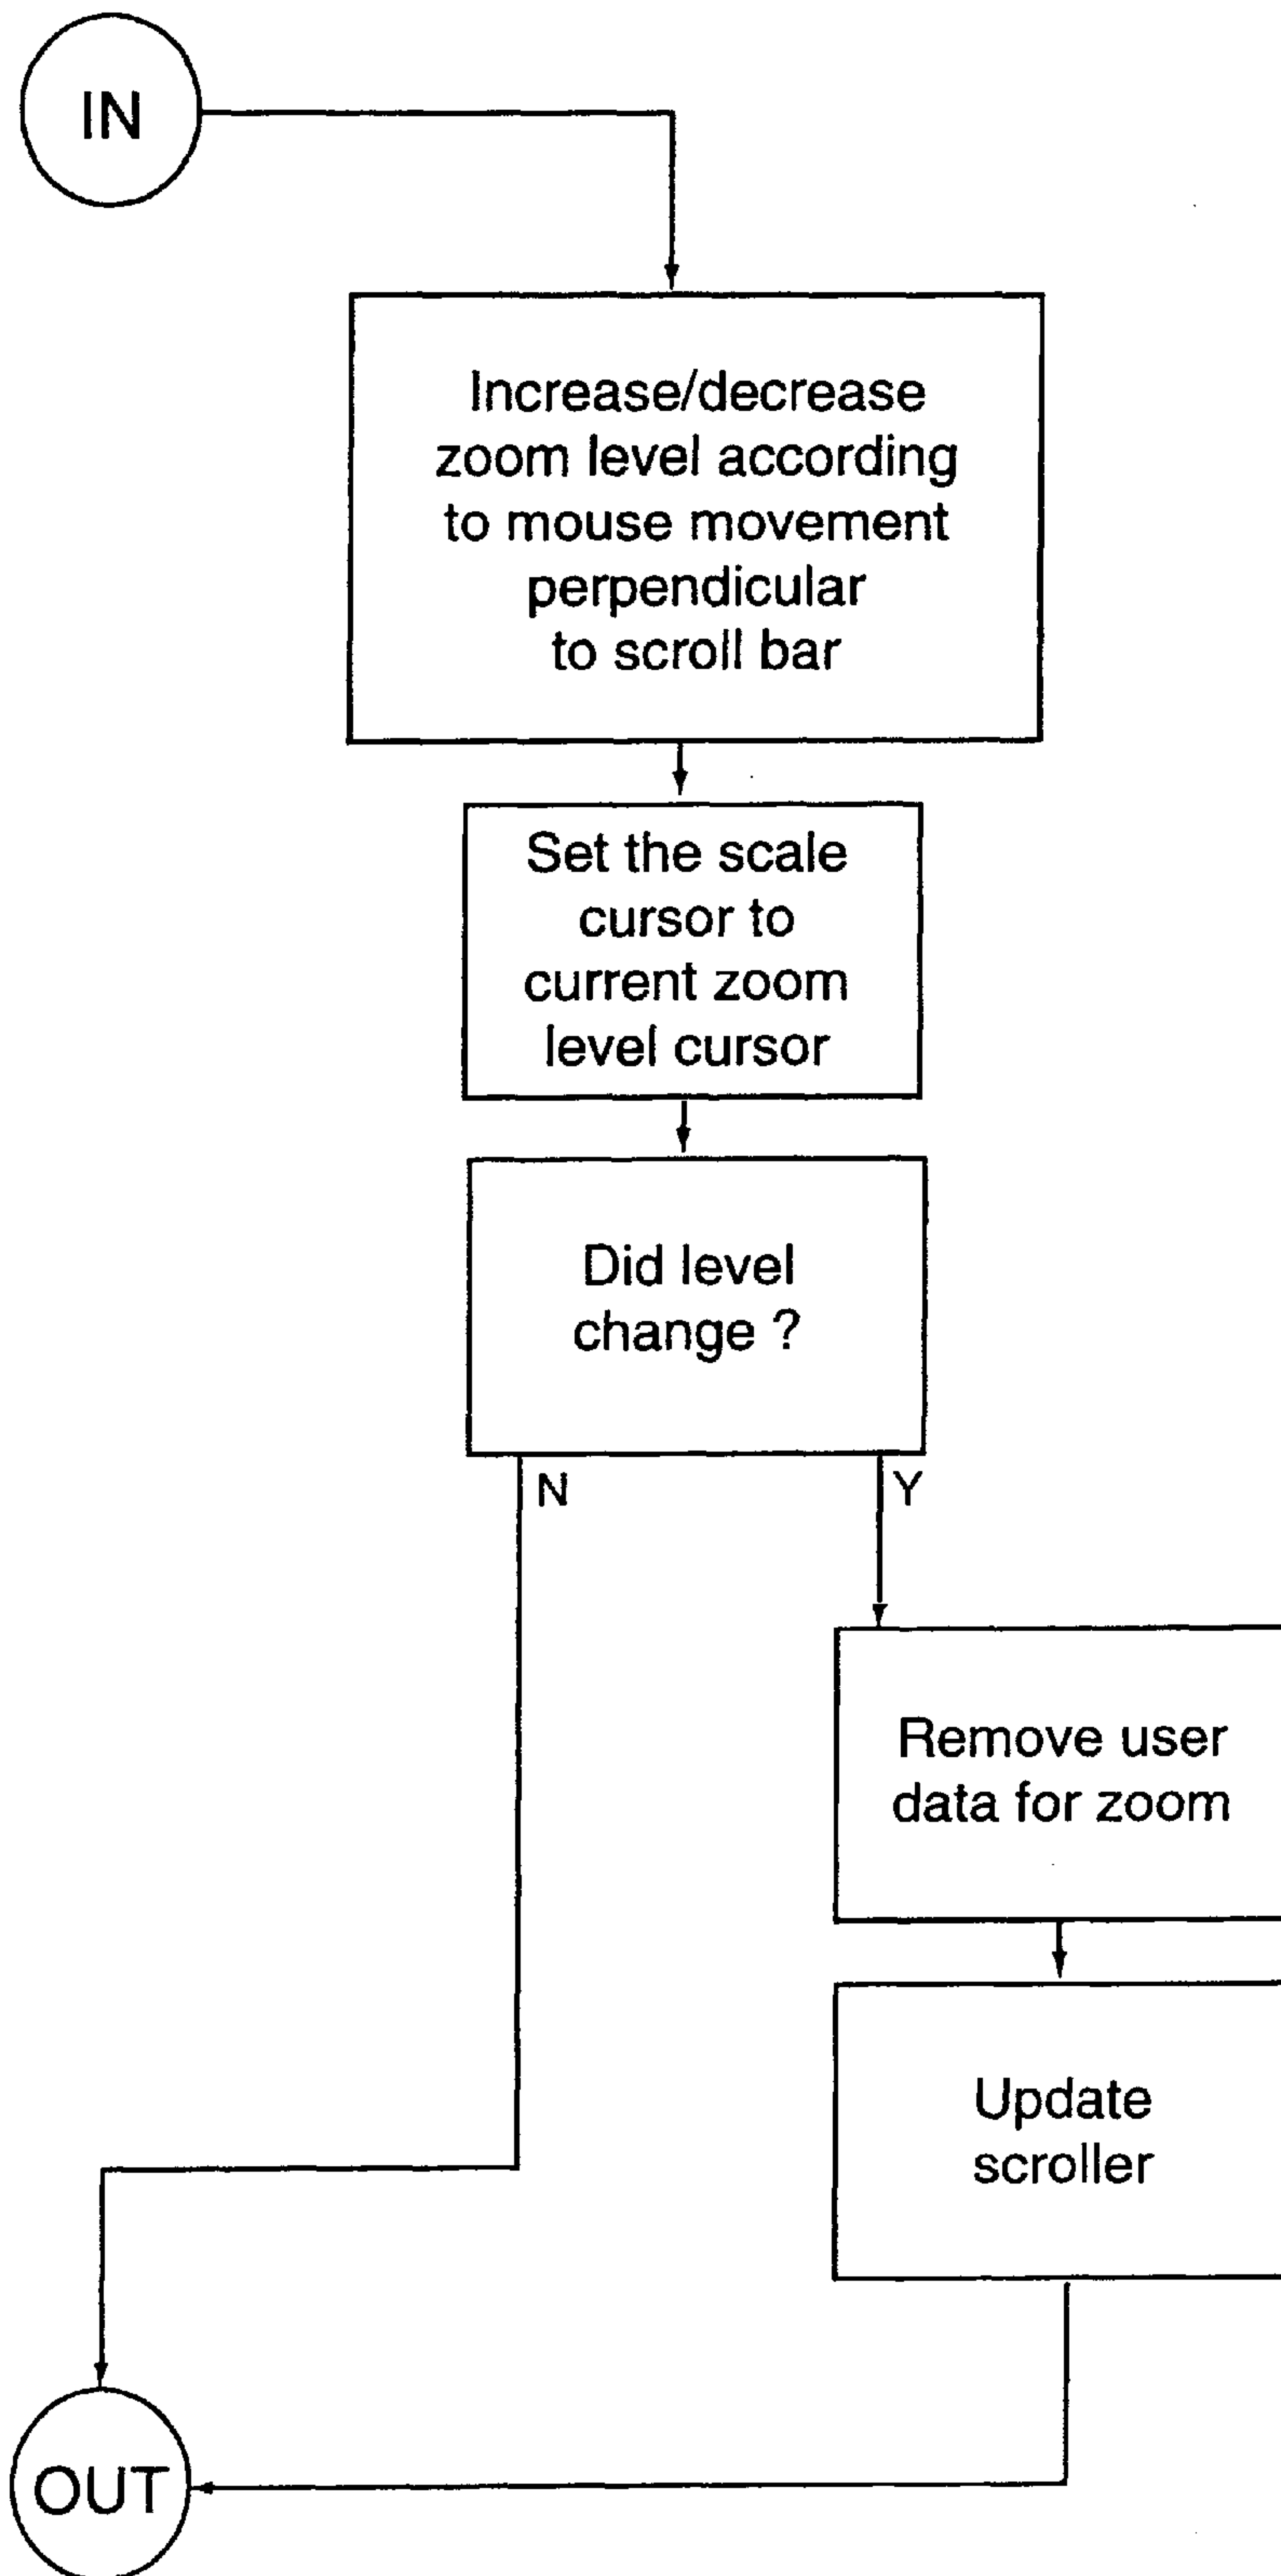 IN
Increase/decrease
zoom level according
to mouse movement
perpendicular
to scroll bar
Set the scale
cursor to
current zoom
level cursor
Did level
change ?
N
Y
Remove user
data for zoom
Update
scroller
OUT